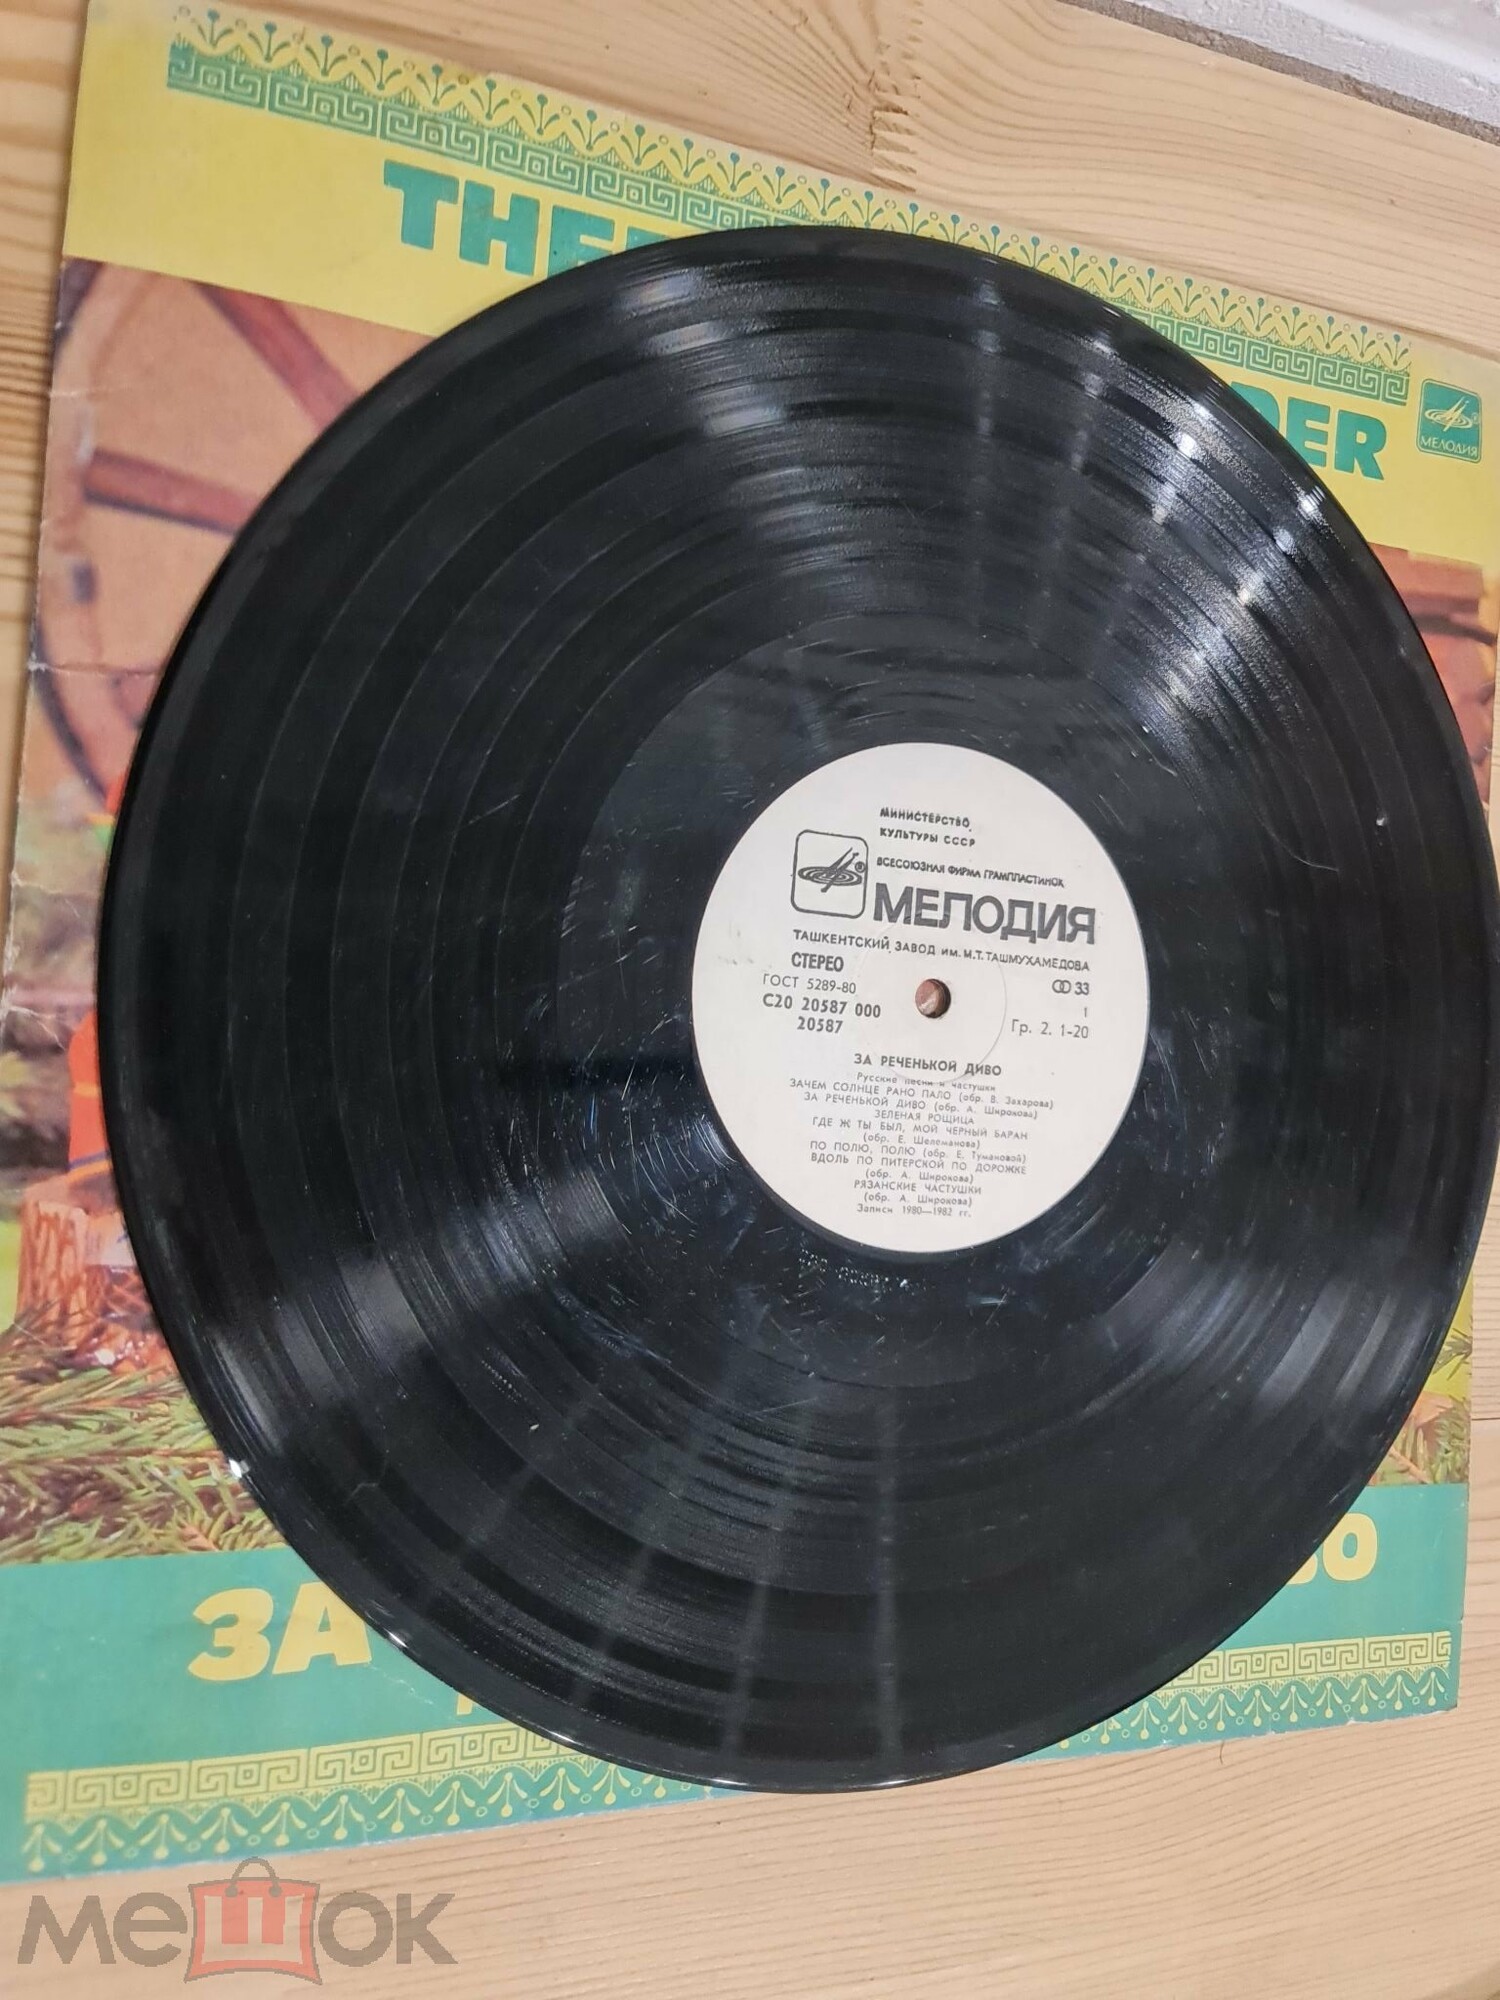 THE
DER
МЕЛОДИЯ
МИНИСТЕРСТВО
КУЛЬТУРЫ СССР
ВСЕСОЮЗНАЯ ФИРМА ГРАМПЛАСТИНОК
МЕЛОДИЯ
ТАШКЕНТСКИЙ ЗАВОД ИМ. М.Т. ТАШМУХАМЕДОВА
СТЕРЕО
33
ГОСТ 5289-80
1
С20 20587 000
Гр. 2. 1-20
20587
ЗА РЕЧЕНЬКОЙ ДИВО
Русские песни и частушки
ЗАЧЕМ СОЛНЦЕ РАНО ПАЛО (обр. В. Захарова)
ЗА РЕЧЕНЬКОЙ ДИВО (обр. А. Широкова)
ЗЕЛЕНАЯ РОЩИЦА
ГДЕ Ж ТЫ БЫЛ, МОЙ ЧЕРНЫЙ БАРАН
(обр. Е. Шелеманова)
ПО ПОЛЮ, ПОЛЮ (обр. Е. Тумановой)
ВДОЛЬ ПО ПИТЕРСКОЙ ПО ДОРОЖКЕ
(обр. А. Широкова)
РЯЗАНСКИЕ ЧАСТУШКИ
(обр. А. Широкова)
Записи 1980—1982 гг.
ЗА
ВО
мешок